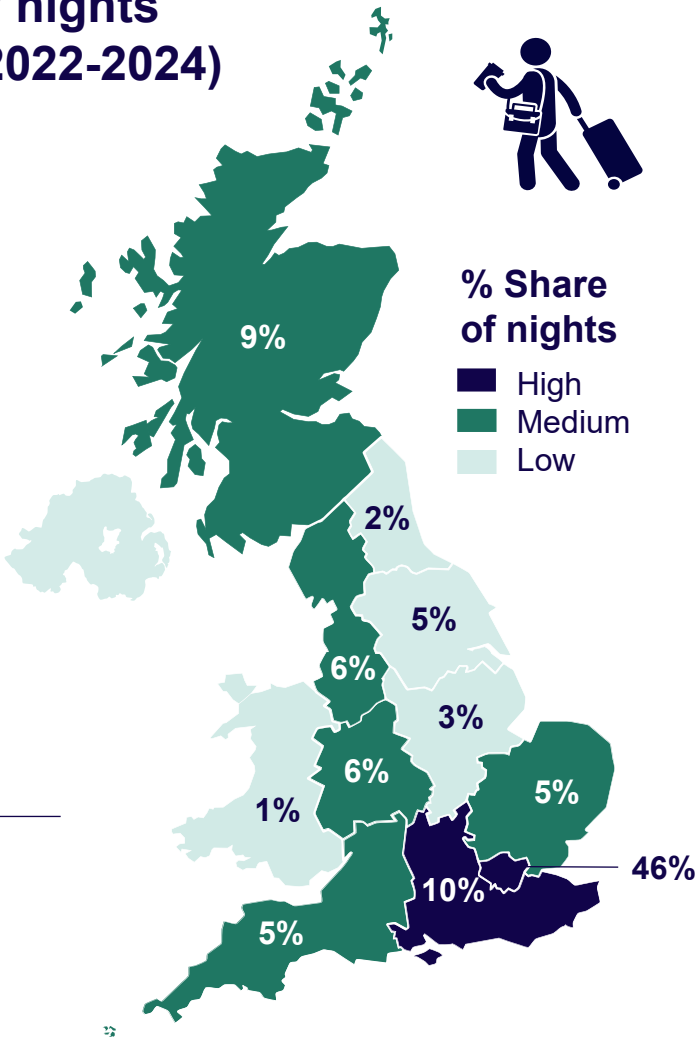 nights
2022-2024)
% Share
of nights
High
Medium
Low
9%
2%
5%
6%
3%
6%
5%
1%
46%
10%
5%